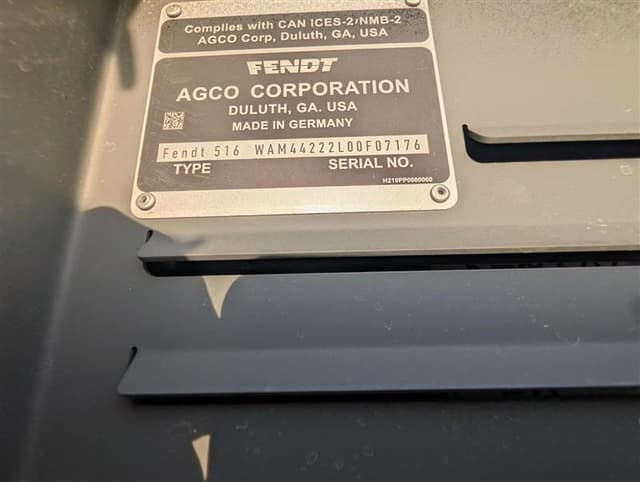 Complies with CAN ICES-2/NMB-2
AGCO Corp, Duluth, GA, USA
FENDT
AGCO CORPORATION
DULUTH, GA. USA
MADE IN GERMANY
Fendt 516 WAM44222L00F07176
TYPE SERIAL NO.
H216PP0080060